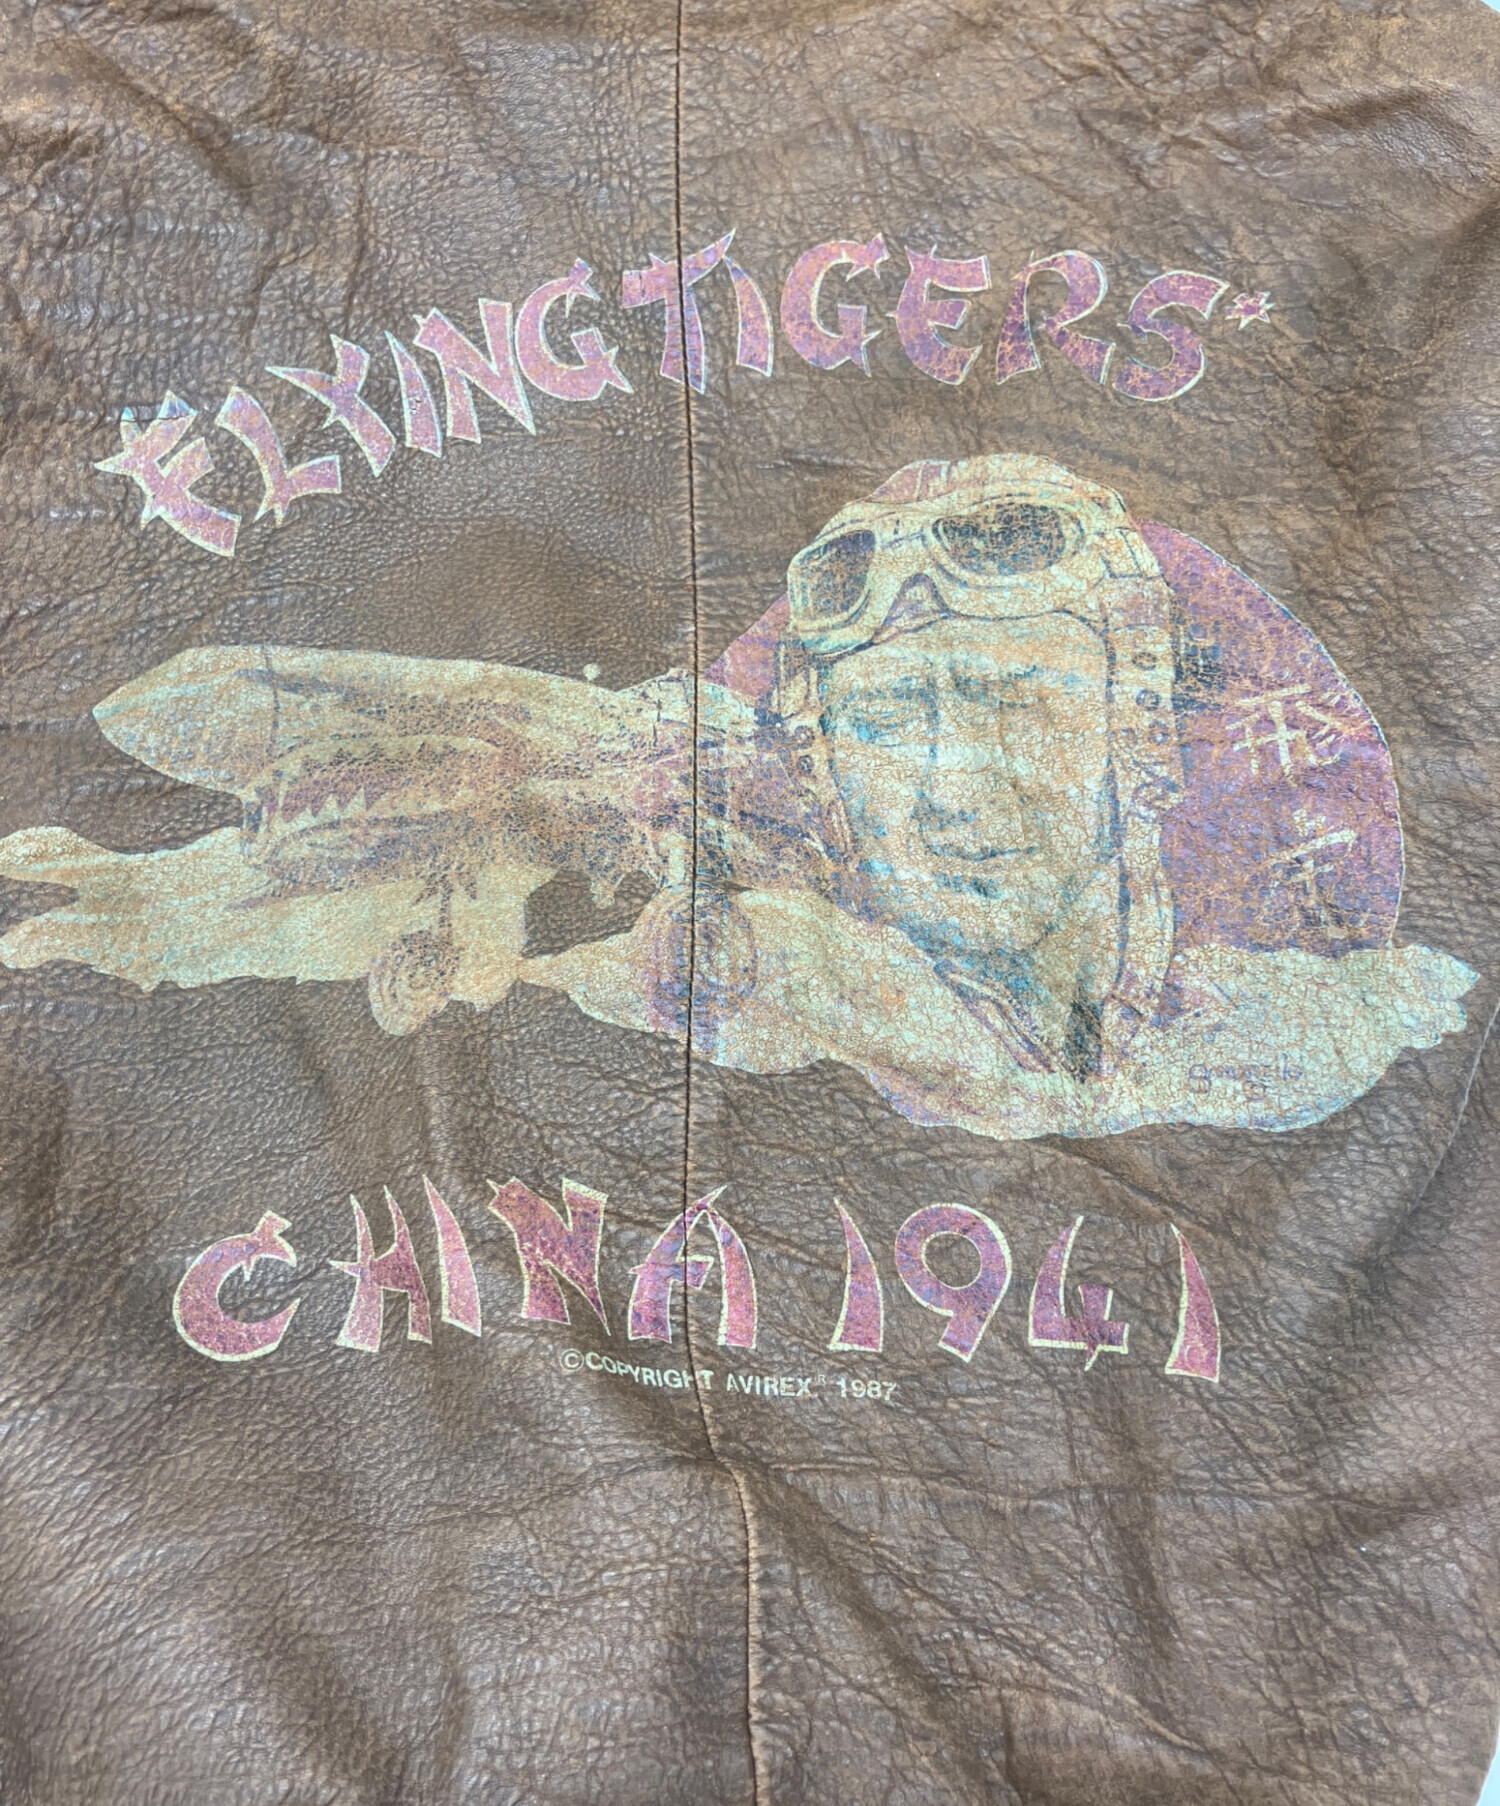 FLYING TIGERS*
CHINA 1941
©COPYRIGHT AVIREX® 1987